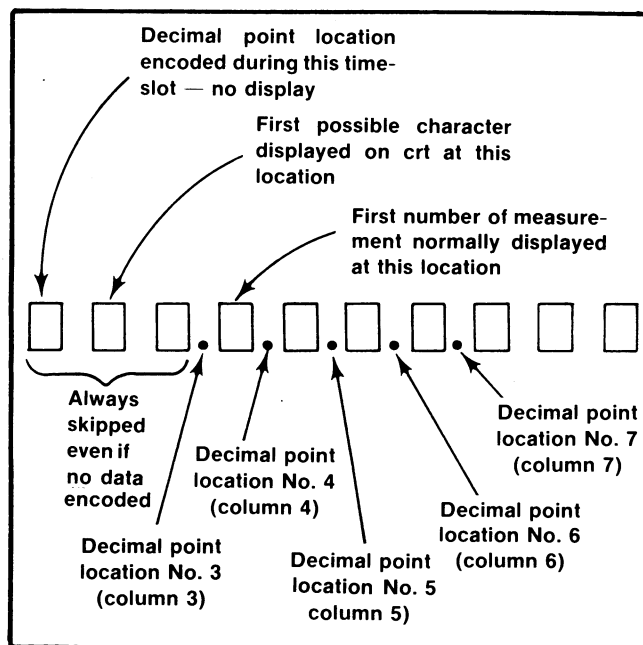 Decimal point location
encoded during this time-
slot — no display
First possible character
displayed on crt at this
location
First number of measure-
ment normally displayed
at this location
Always
skipped
even if
no data
encoded
Decimal point
location No. 3
(column 3)
Decimal point
location No. 4
(column 4)
Decimal point
location No. 5
column 5)
Decimal point
location No. 6
(column 6)
Decimal point
location No. 7
(column 7)